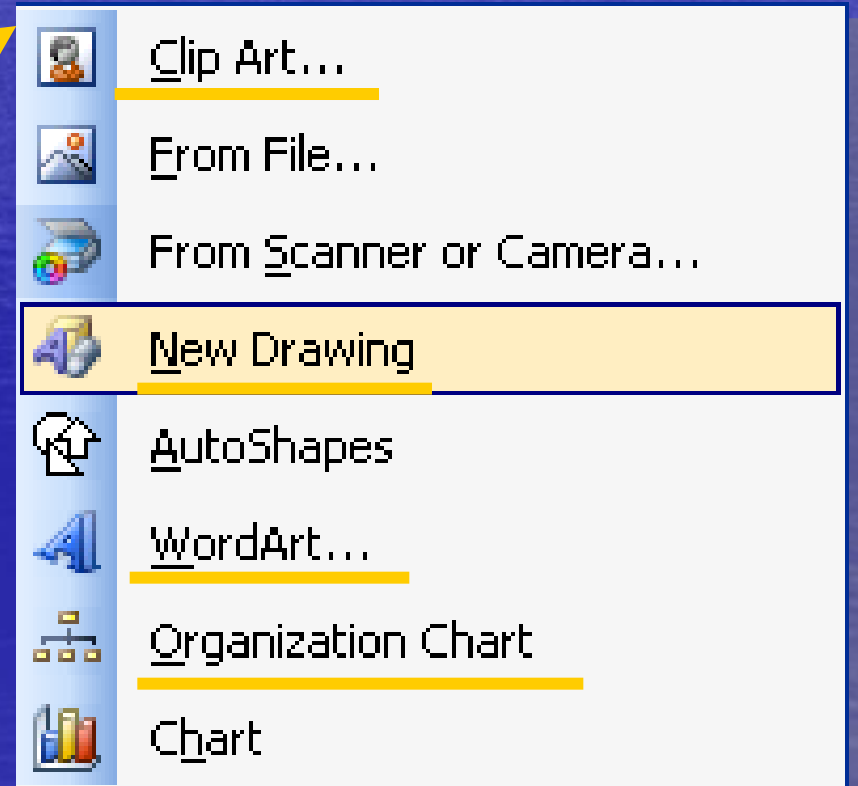 Clip Art...
From File...
From Scanner or Camera...
New Drawing
AutoShapes
WordArt...
Organization Chart
Chart